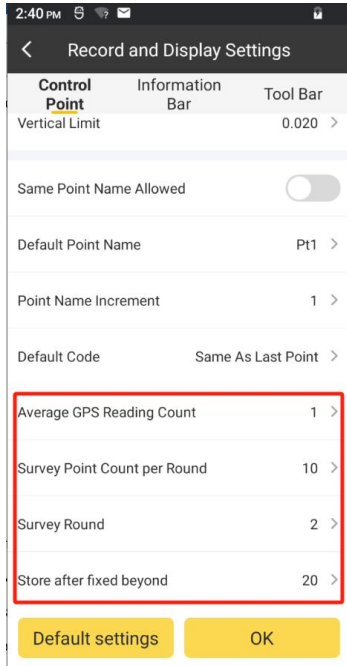 2:40 PM
Record and Display Settings
Control Point
Information Bar
Tool Bar
Vertical Limit 0.020
Same Point Name Allowed
Default Point Name Pt1
Point Name Increment 1
Default Code Same As Last Point
Average GPS Reading Count 1
Survey Point Count per Round 10
Survey Round 2
Store after fixed beyond 20
Default settings OK